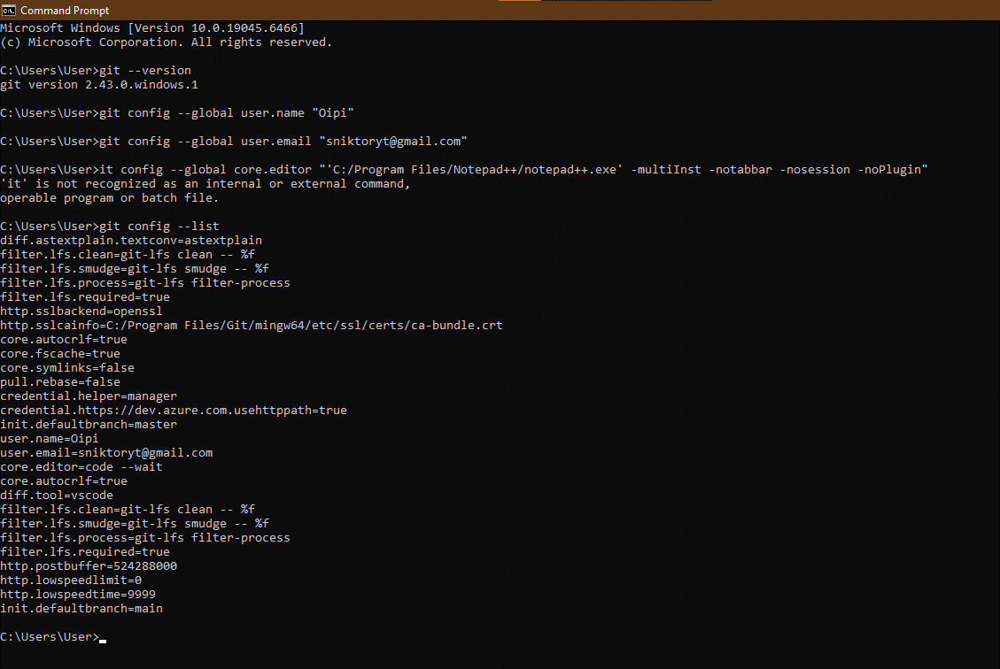 Command Prompt
Microsoft Windows [Version 10.0.19045.6466]
(c) Microsoft Corporation. All rights reserved.
C:\Users\User>git --version
git version 2.43.0.windows.1
C:\Users\User>git config --global user.name "Oipi"
C:\Users\User>git config --global user.email "sniktoryt@gmail.com"
C:\Users\User>it config --global core.editor "'C:/Program Files/Notepad++/notepad++.exe' -multiInst -notabbar -nosession -noPlugin"
'it' is not recognized as an internal or external command,
operable program or batch file.
C:\Users\User>git config --list
diff.astextplain.textconv=astextplain
filter.lfs.clean=git-lfs clean -- %f
filter.lfs.smudge=git-lfs smudge -- %f
filter.lfs.process=git-lfs filter-process
filter.lfs.required=true
http.sslbackend=openssl
http.sslcainfo=C:/Program Files/Git/mingw64/etc/ssl/certs/ca-bundle.crt
core.autocrlf=true
core.fscache=true
core.symlinks=false
pull.rebase=false
credential.helper=manager
credential.https://dev.azure.com.usehttppath=true
init.defaultbranch=master
user.name=Oipi
user.email=sniktoryt@gmail.com
core.editor=code --wait
core.autocrlf=true
diff.tool=vscode
filter.lfs.clean=git-lfs clean -- %f
filter.lfs.smudge=git-lfs smudge -- %f
filter.lfs.process=git-lfs filter-process
filter.lfs.required=true
http.postbuffer=524288000
http.lowspeedlimit=0
http.lowspeedtime=9999
init.defaultbranch=main
C:\Users\User>